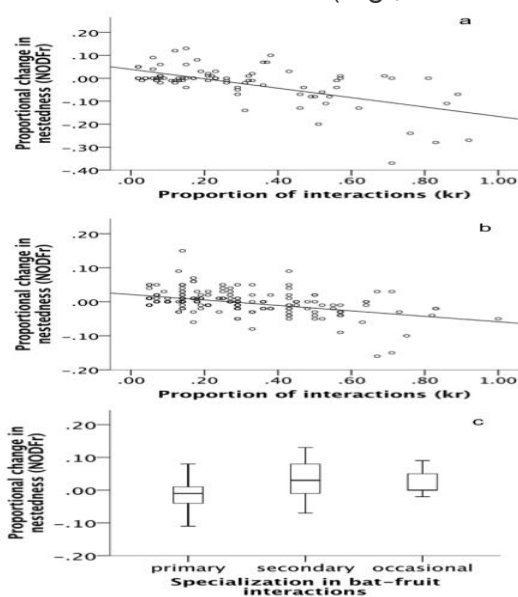 a
Proportional change in
nestedness (NODFr)
.20
.10
.00
-.10
-.20
-.30
-.40
.00 .20 .40 .60 .80 1.00
Proportion of interactions (kr)
b
Proportional change in
nestedness (NODFr)
.20
.10
.00
-.10
-.20
.00 .20 .40 .60 .80 1.00
Proportion of interactions (kr)
c
Proportional change in
nestedness (NODFr)
.20
.10
.00
-.10
-.20
primary secondary occasional
Specialization in bat-fruit
interactions